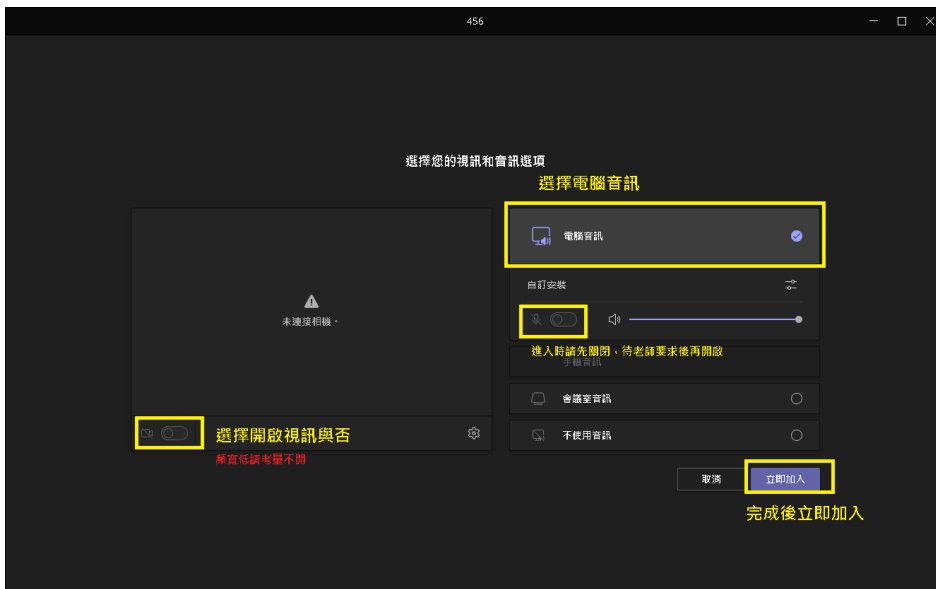 456
選擇您的視訊和音訊選項
選擇電腦音訊
電腦音訊
自訂安裝
未連接相機。
進入時請先關閉、待老師要求後再開啟
手機音訊
會議室音訊
選擇開啟視訊與否
不使用音訊
頻寬低請考量不開
取消
立即加入
完成後立即加入